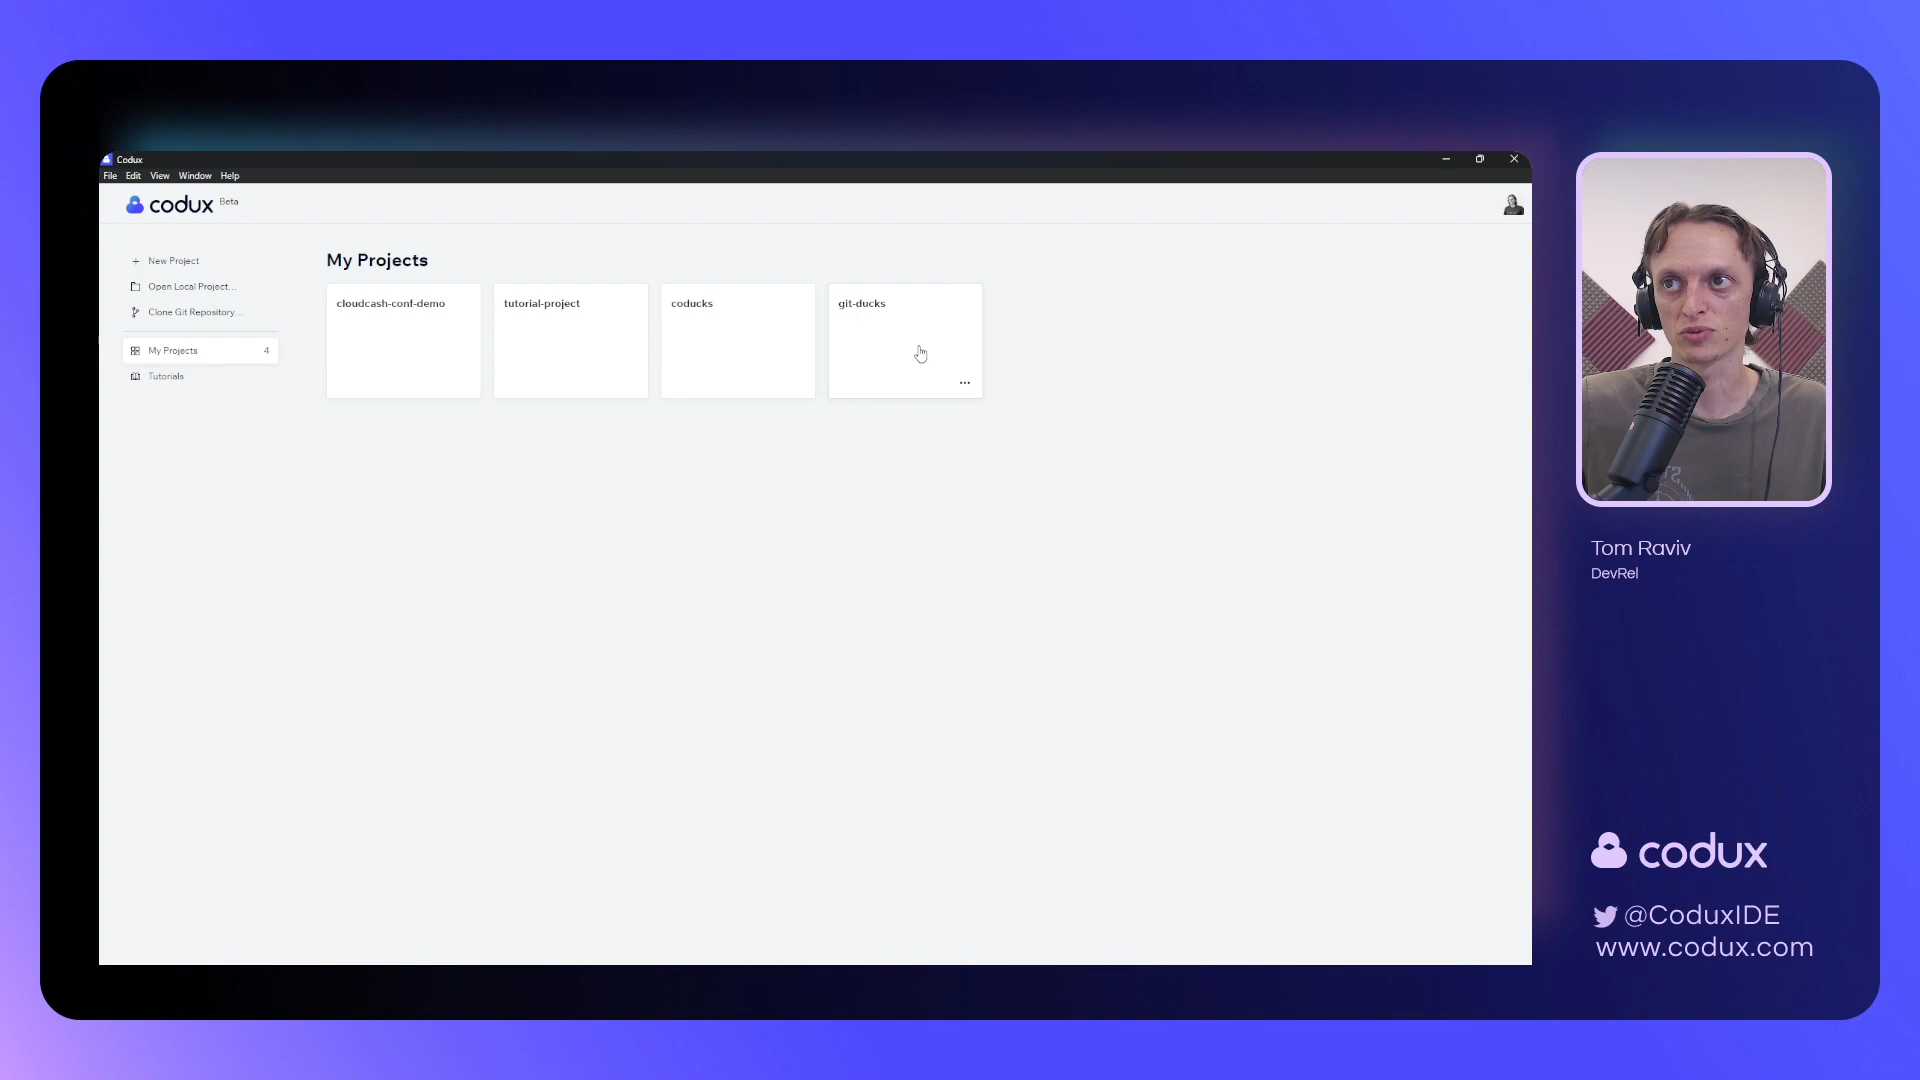 Codux
File Edit View Window Help
codux Beta
New Project
Open Local Project...
Clone Git Repository...
My Projects 4
Tutorials
My Projects
cloudcash-conf-demo
tutorial-project
coducks
git-ducks
Tom Raviv
DevRel
codux
@CoduxIDE
www.codux.com